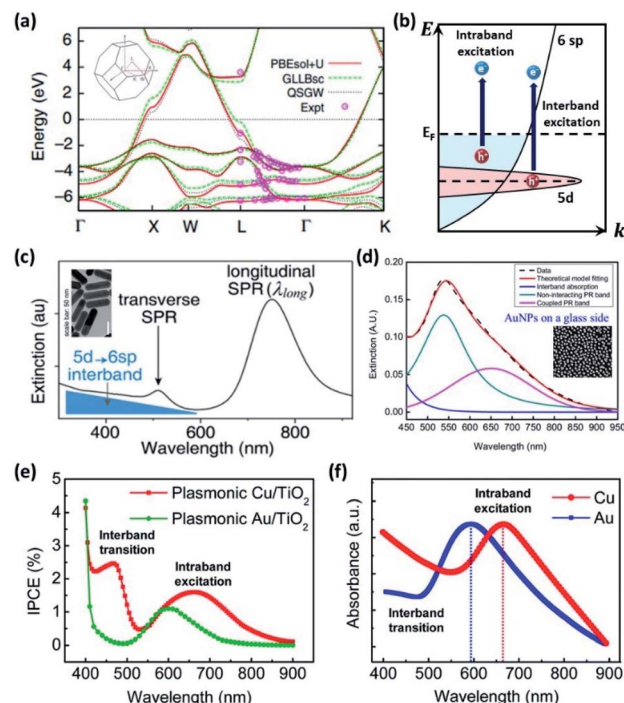 (a)
6
4
2
0
-2
-4
-6
Energy (eV)
PBEsol+U
GLLBsc
QSGW
Expt
Γ X W L Γ K
(b)
E
6 sp
Intraband
excitation
e⁻ e⁻
Interband
excitation
E_F
h⁺
h⁺
5d
k
(c)
scale bar: 50 nm
longitudinal
SPR (λ_long)
transverse
SPR
5d→6sp
interband
Extinction (au)
400 600 800
Wavelength (nm)
(d)
Data
Theoretical model fitting
Interband absorption
Non-interacting PR band
Coupled PR band
AuNPs on a glass side
0.20
0.15
0.10
0.05
0.00
Extinction (A.U.)
450 500 550 600 650 700 750 800 850 900 950
Wavelength (nm)
(e)
5
4
3
2
1
0
IPCE (%)
Plasmonic Cu/TiO₂
Plasmonic Au/TiO₂
Interband
transition
Intraband
excitation
400 500 600 700 800 900
Wavelength (nm)
(f)
Intraband
excitation
Cu
Au
Interband
transition
Absorbance (a.u.)
400 500 600 700 800 900
Wavelength (nm)